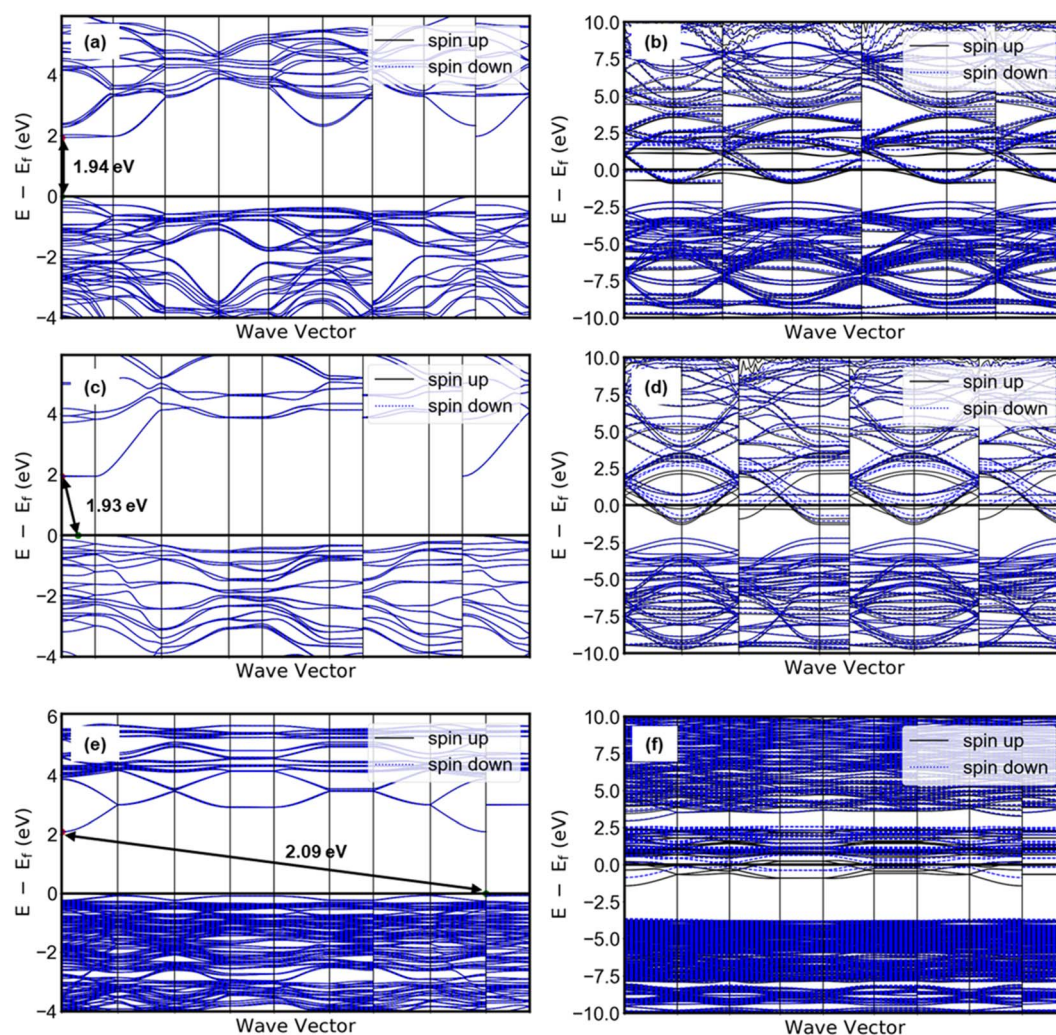 (a)
spin up
spin down
4
2
0
−2
−4
1.94 eV
E − Ef (eV)
Wave Vector
(b)
spin up
spin down
10.0
7.5
5.0
2.5
0.0
−2.5
−5.0
−7.5
−10.0
E − Ef (eV)
Wave Vector
(c)
spin up
spin down
4
2
0
−2
−4
1.93 eV
E − Ef (eV)
Wave Vector
(d)
spin up
spin down
10.0
7.5
5.0
2.5
0.0
−2.5
−5.0
−7.5
−10.0
E − Ef (eV)
Wave Vector
(e)
spin up
spin down
6
4
2
0
−2
−4
2.09 eV
E − Ef (eV)
Wave Vector
(f)
spin up
spin down
10.0
7.5
5.0
2.5
0.0
−2.5
−5.0
−7.5
−10.0
E − Ef (eV)
Wave Vector